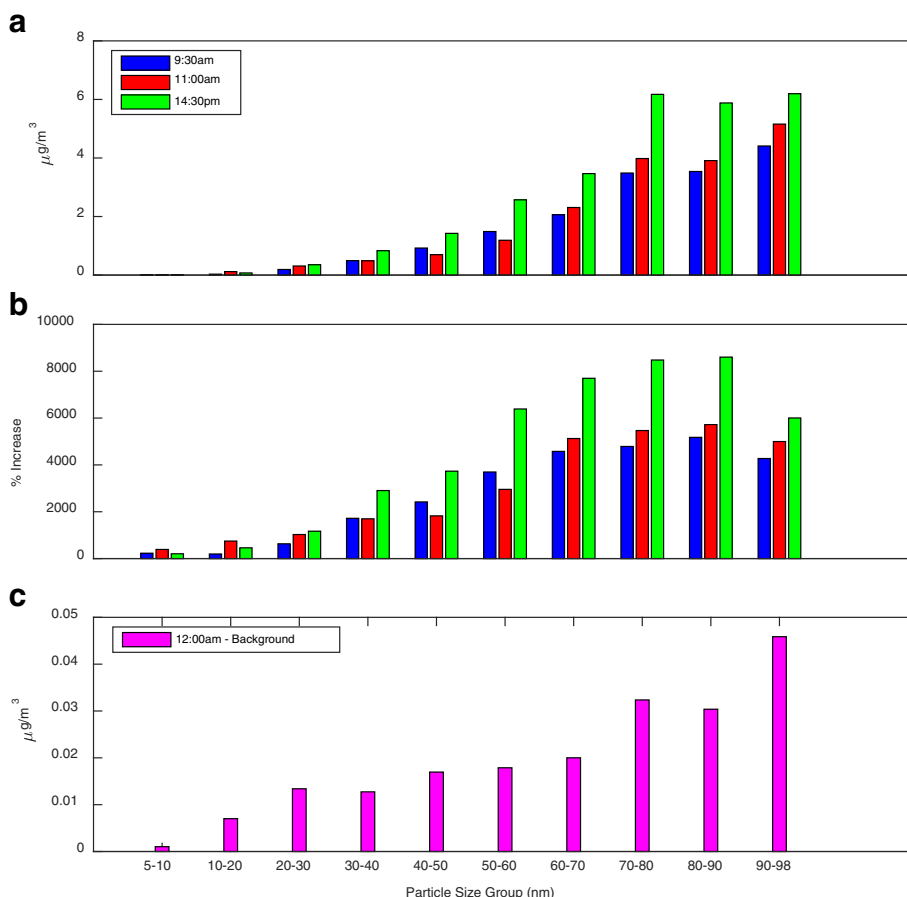 a
8
6
4
2
0
μg/m³
9:30am
11:00am
14:30pm
b
10000
8000
6000
4000
2000
0
% Increase
c
0.05
0.04
0.03
0.02
0.01
0
μg/m³
12:00am - Background
5-10 10-20 20-30 30-40 40-50 50-60 60-70 70-80 80-90 90-98
Particle Size Group (nm)